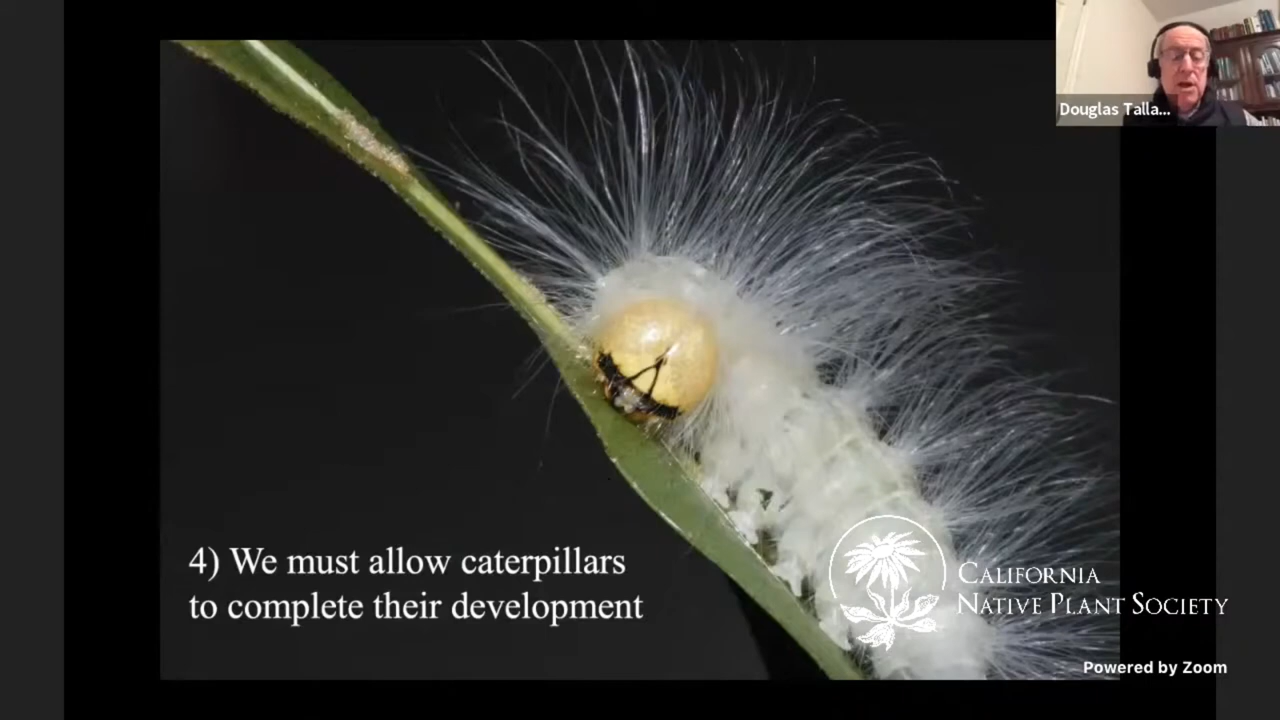 Douglas Talla...
4) We must allow caterpillars
to complete their development
CALIFORNIA
NATIVE PLANT SOCIETY
Powered by Zoom